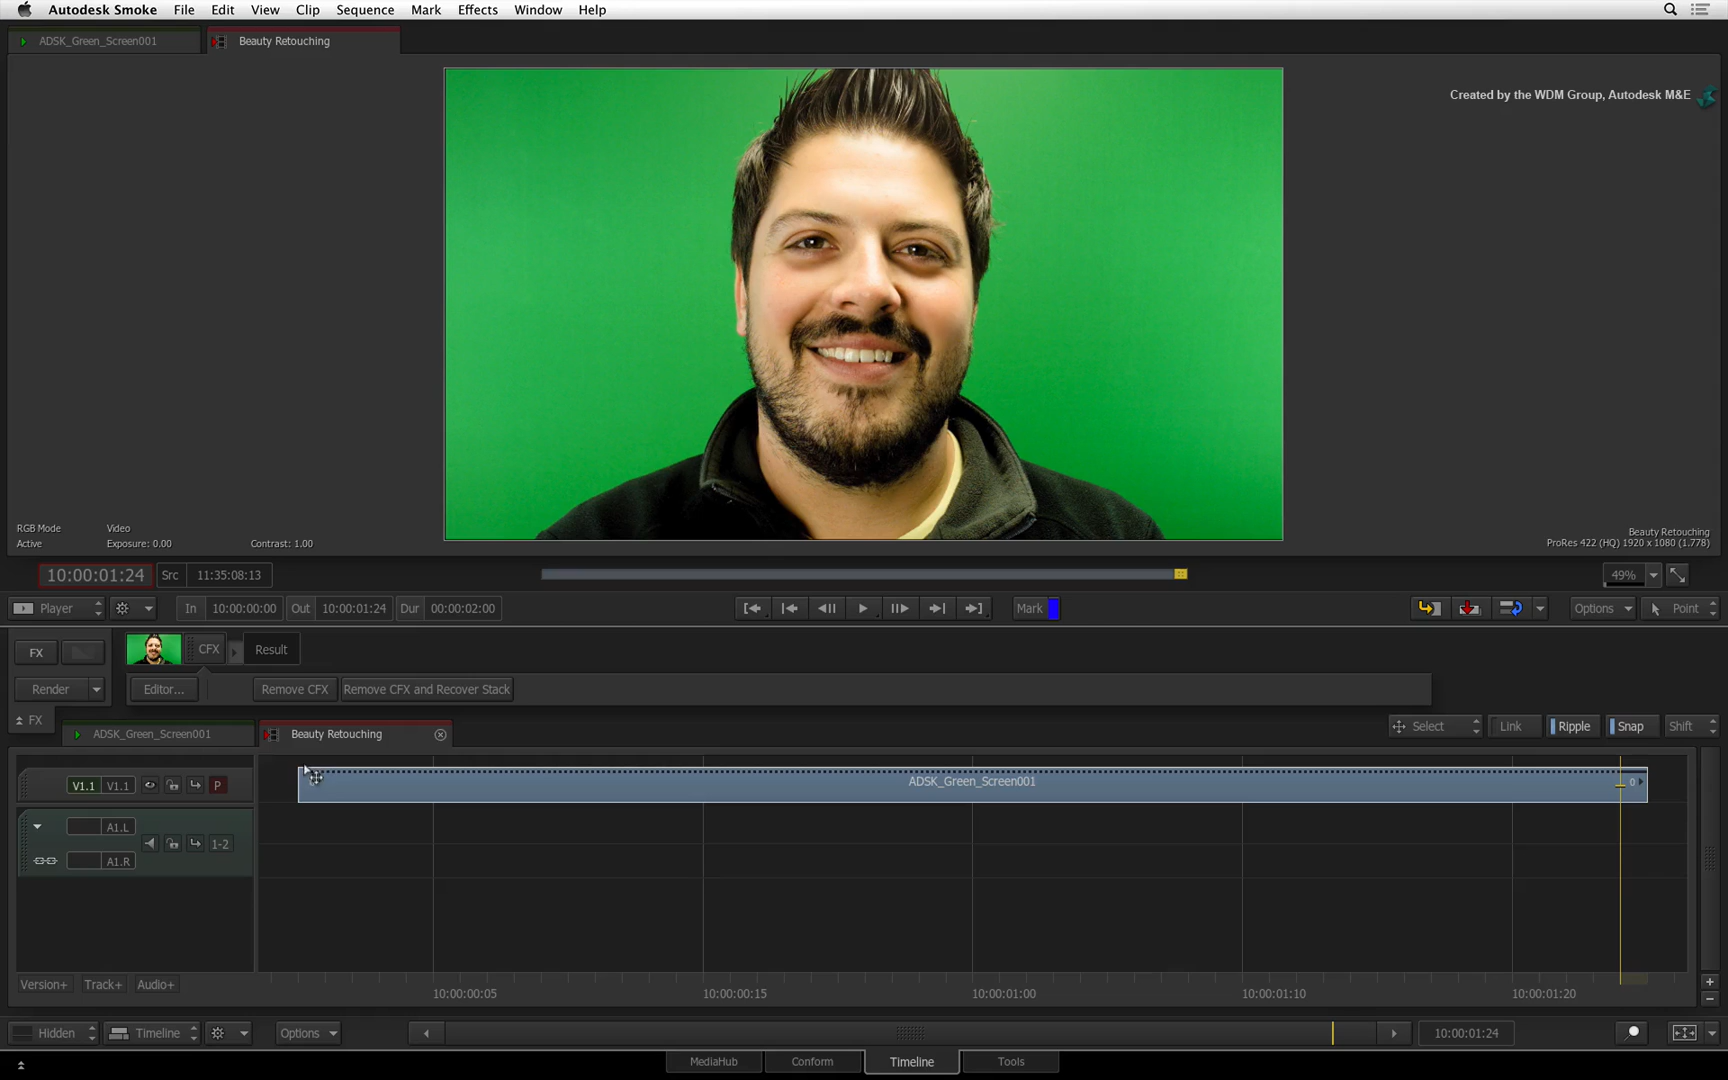 Autodesk Smoke File Edit View Clip Sequence Mark Effects Window Help
ADSK_Green_Screen001 Beauty Retouching
Created by the WDM Group, Autodesk M&E
RGB Mode Video
Active Exposure: 0.00 Contrast: 1.00
Beauty Retouching
ProRes 422 (HQ) 1920 x 1080 (1.778)
10:00:01:24 Src 11:35:08:13 49%
Player In 10:00:00:00 Out 10:00:01:24 Dur 00:00:02:00 Mark Options Point
FX CFX Result
Render Editor... Remove CFX Remove CFX and Recover Stack
FX ADSK_Green_Screen001 Beauty Retouching Select Link Ripple Snap Shift
V1.1 V1.1 P ADSK_Green_Screen001 0
A1.L
1-2
A1.R
Version+ Track+ Audio+
10:00:00:05 10:00:00:15 10:00:01:00 10:00:01:10 10:00:01:20
Hidden Timeline Options 10:00:01:24
MediaHub Conform Timeline Tools